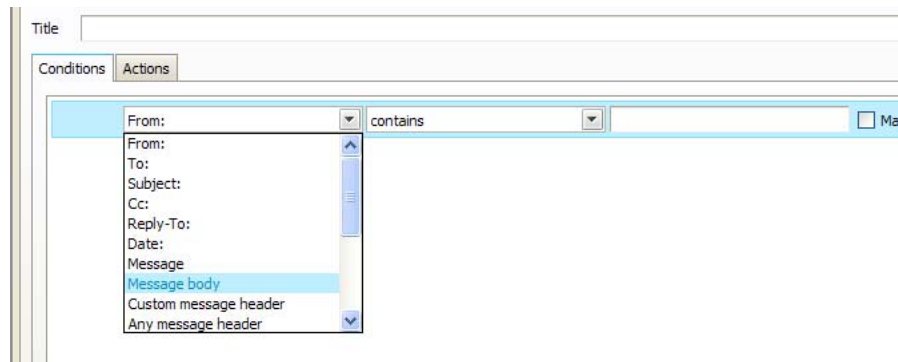 Title
Conditions Actions
From: contains Ma
From:
To:
Subject:
Cc:
Reply-To:
Date:
Message
Message body
Custom message header
Any message header